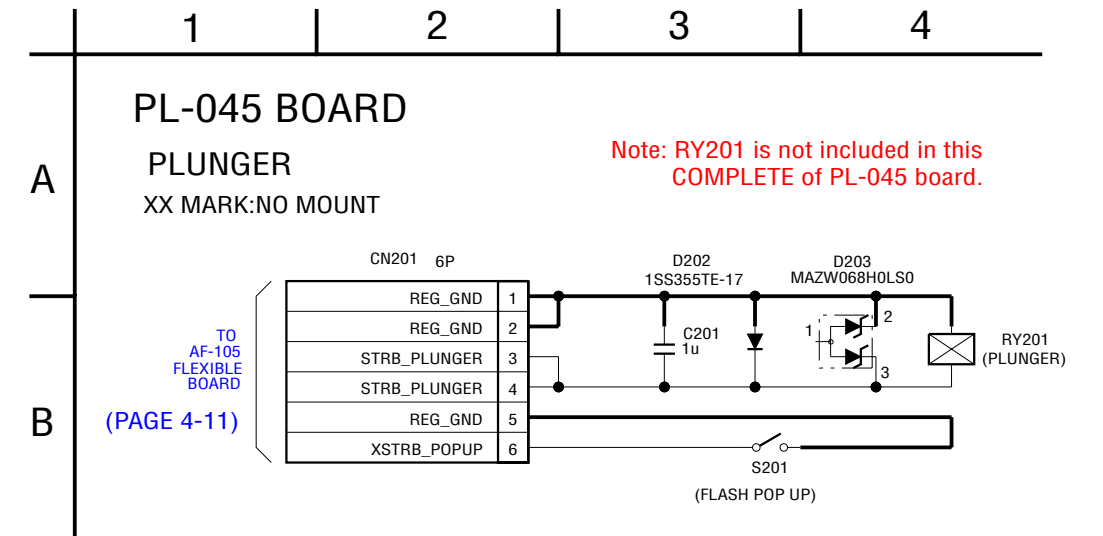 1 2 3 4
PL-045 BOARD
PLUNGER
XX MARK:NO MOUNT
Note: RY201 is not included in this
COMPLETE of PL-045 board.
A
CN201 6P
D202
1SS355TE-17
D203
MAZW068H0LS0
REG_GND 1
REG_GND 2
STRB_PLUNGER 3
STRB_PLUNGER 4
REG_GND 5
XSTRB_POPUP 6
TO
AF-105
FLEXIBLE
BOARD
(PAGE 4-11)
B
C201
1u
1
2
3
RY201
(PLUNGER)
S201
(FLASH POP UP)